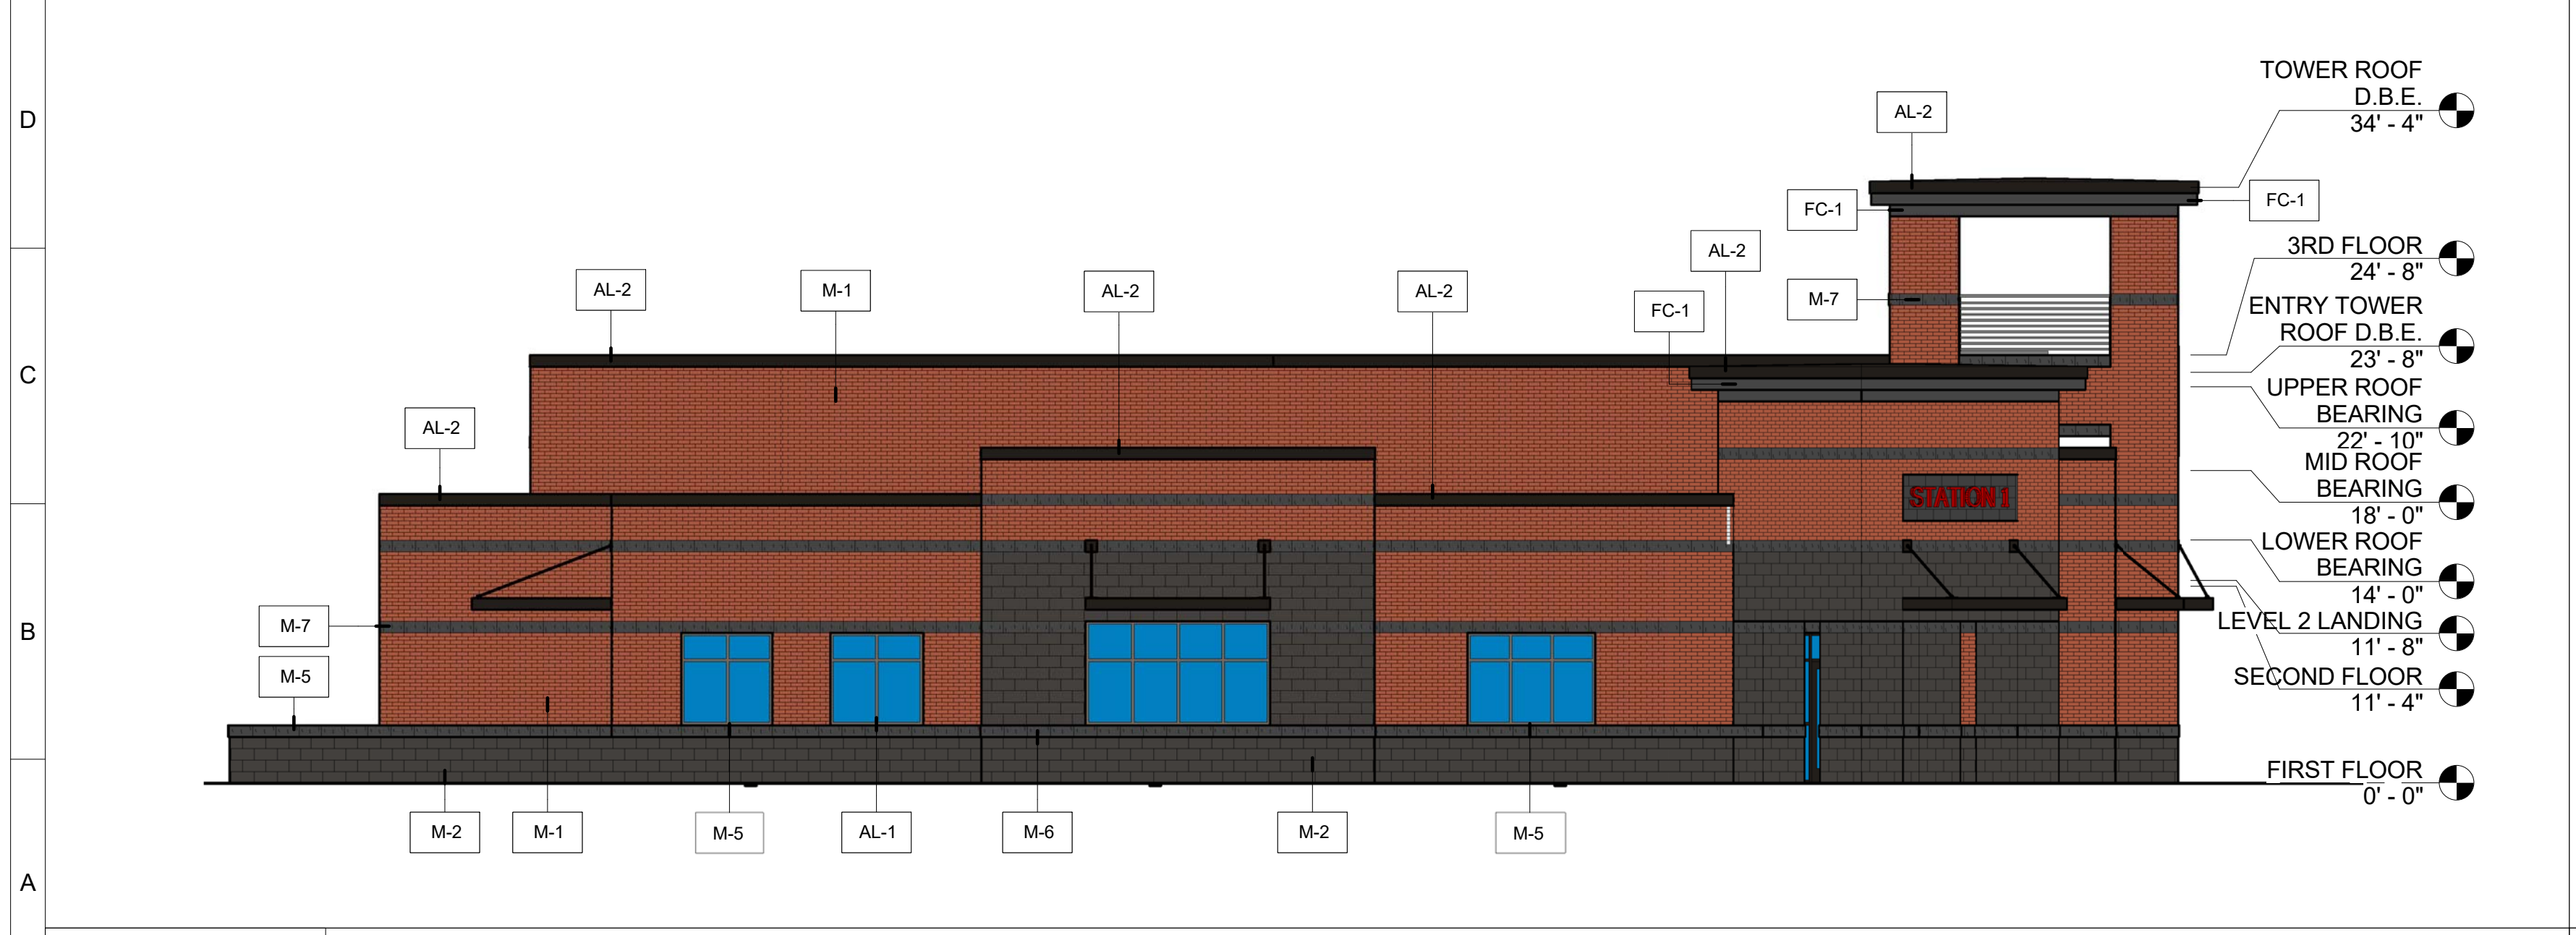 TOWER ROOF
D.B.E.
34' - 4"
D
AL-2
FC-1
FC-1
3RD FLOOR
24' - 8"
AL-2
AL-2
M-1
AL-2
AL-2
FC-1
M-7
ENTRY TOWER
ROOF D.B.E.
23' - 8"
C
UPPER ROOF
BEARING
22' - 10"
AL-2
MID ROOF
BEARING
18' - 0"
STATION 1
LOWER ROOF
BEARING
14' - 0"
M-7
B
LEVEL 2 LANDING
11' - 8"
M-5
SECOND FLOOR
11' - 4"
FIRST FLOOR
0' - 0"
M-2
M-1
M-5
AL-1
M-6
M-2
M-5
A